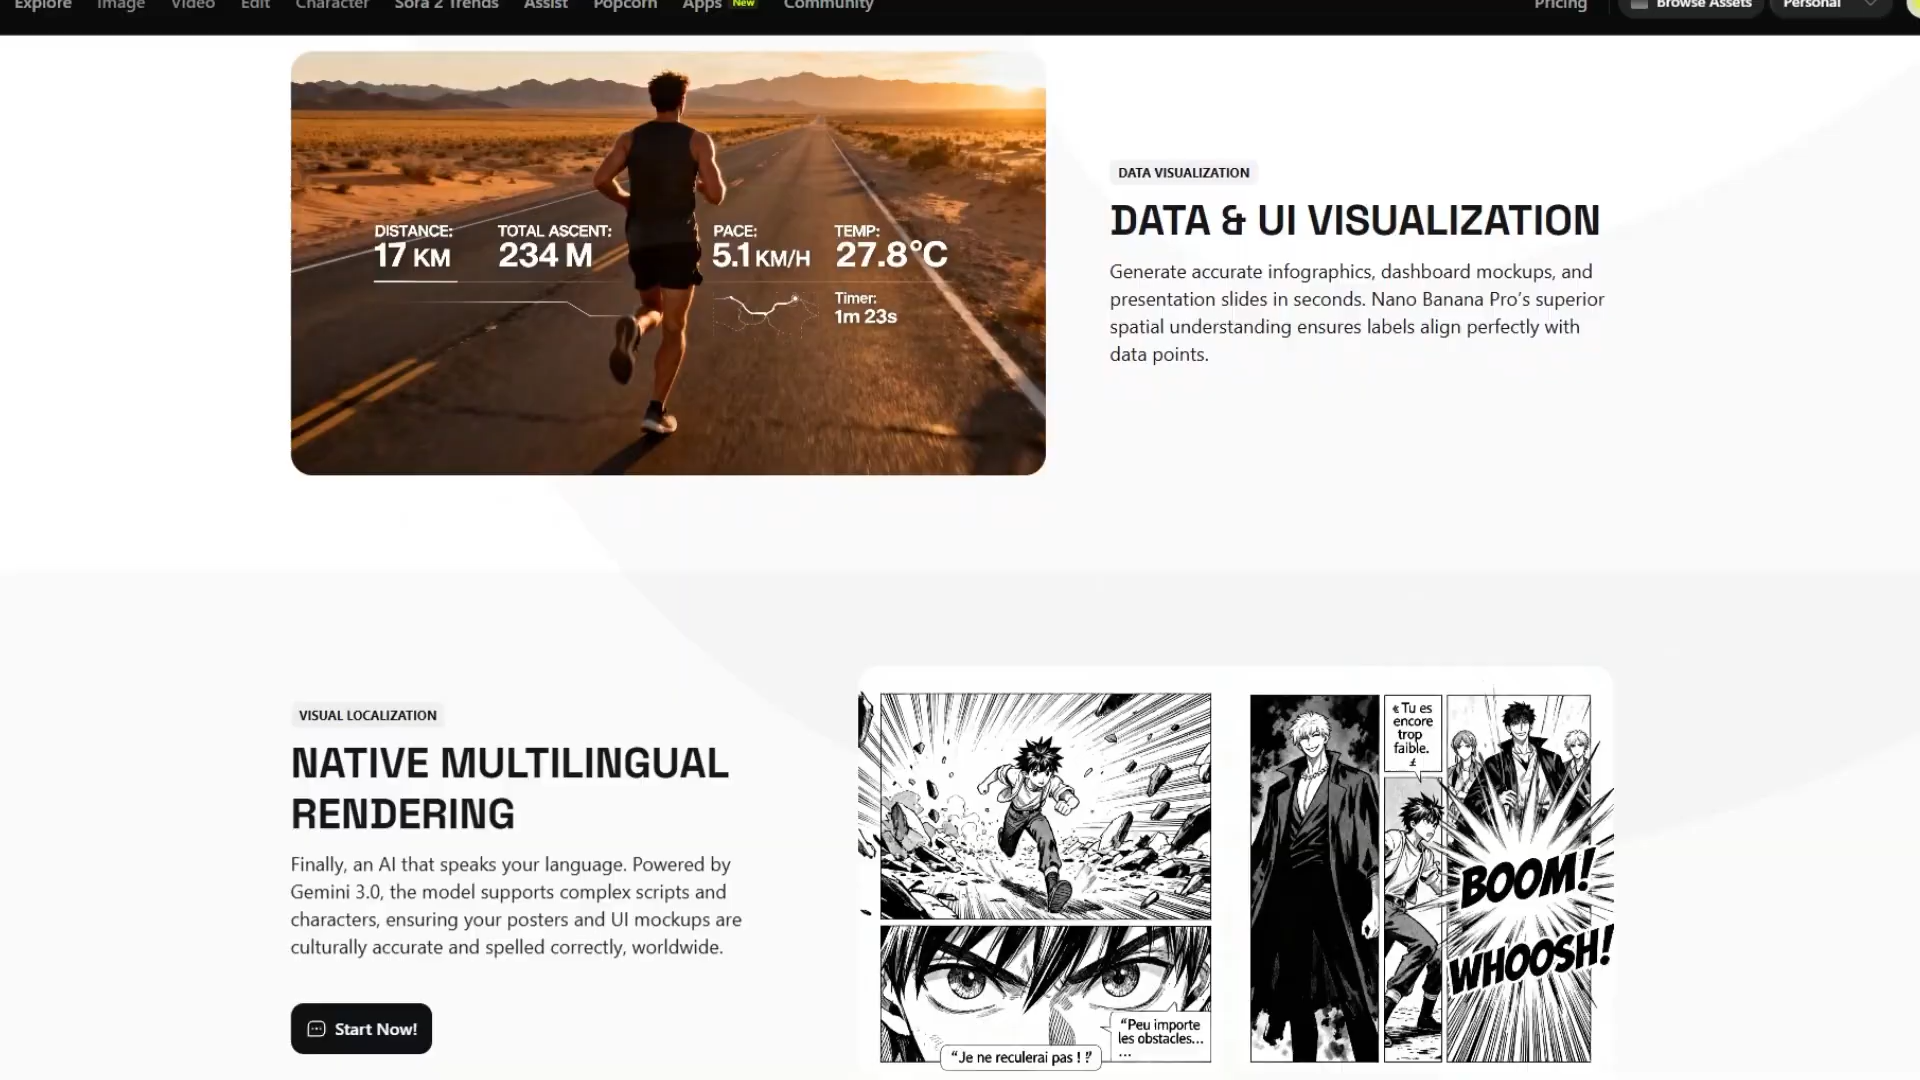 Explore Image Video Edit Character Sora 2 Trends Assist Popcorn Apps New Community Pricing Browse Assets Personal
DISTANCE: TOTAL ASCENT: PACE: TEMP:
17 KM 234 M 5.1 KM/H 27.8°C
Timer:
1m 23s
DATA VISUALIZATION
DATA & UI VISUALIZATION
Generate accurate infographics, dashboard mockups, and
presentation slides in seconds. Nano Banana Pro's superior
spatial understanding ensures labels align perfectly with
data points.
VISUAL LOCALIZATION
NATIVE MULTILINGUAL
RENDERING
Finally, an AI that speaks your language. Powered by
Gemini 3.0, the model supports complex scripts and
characters, ensuring your posters and UI mockups are
culturally accurate and spelled correctly, worldwide.
Start Now!
"Peu importe
les obstacles...
...
"Je ne reculerai pas ! "
« Tu es
encore
trop
faible.
BOOM!
WHOOSH!